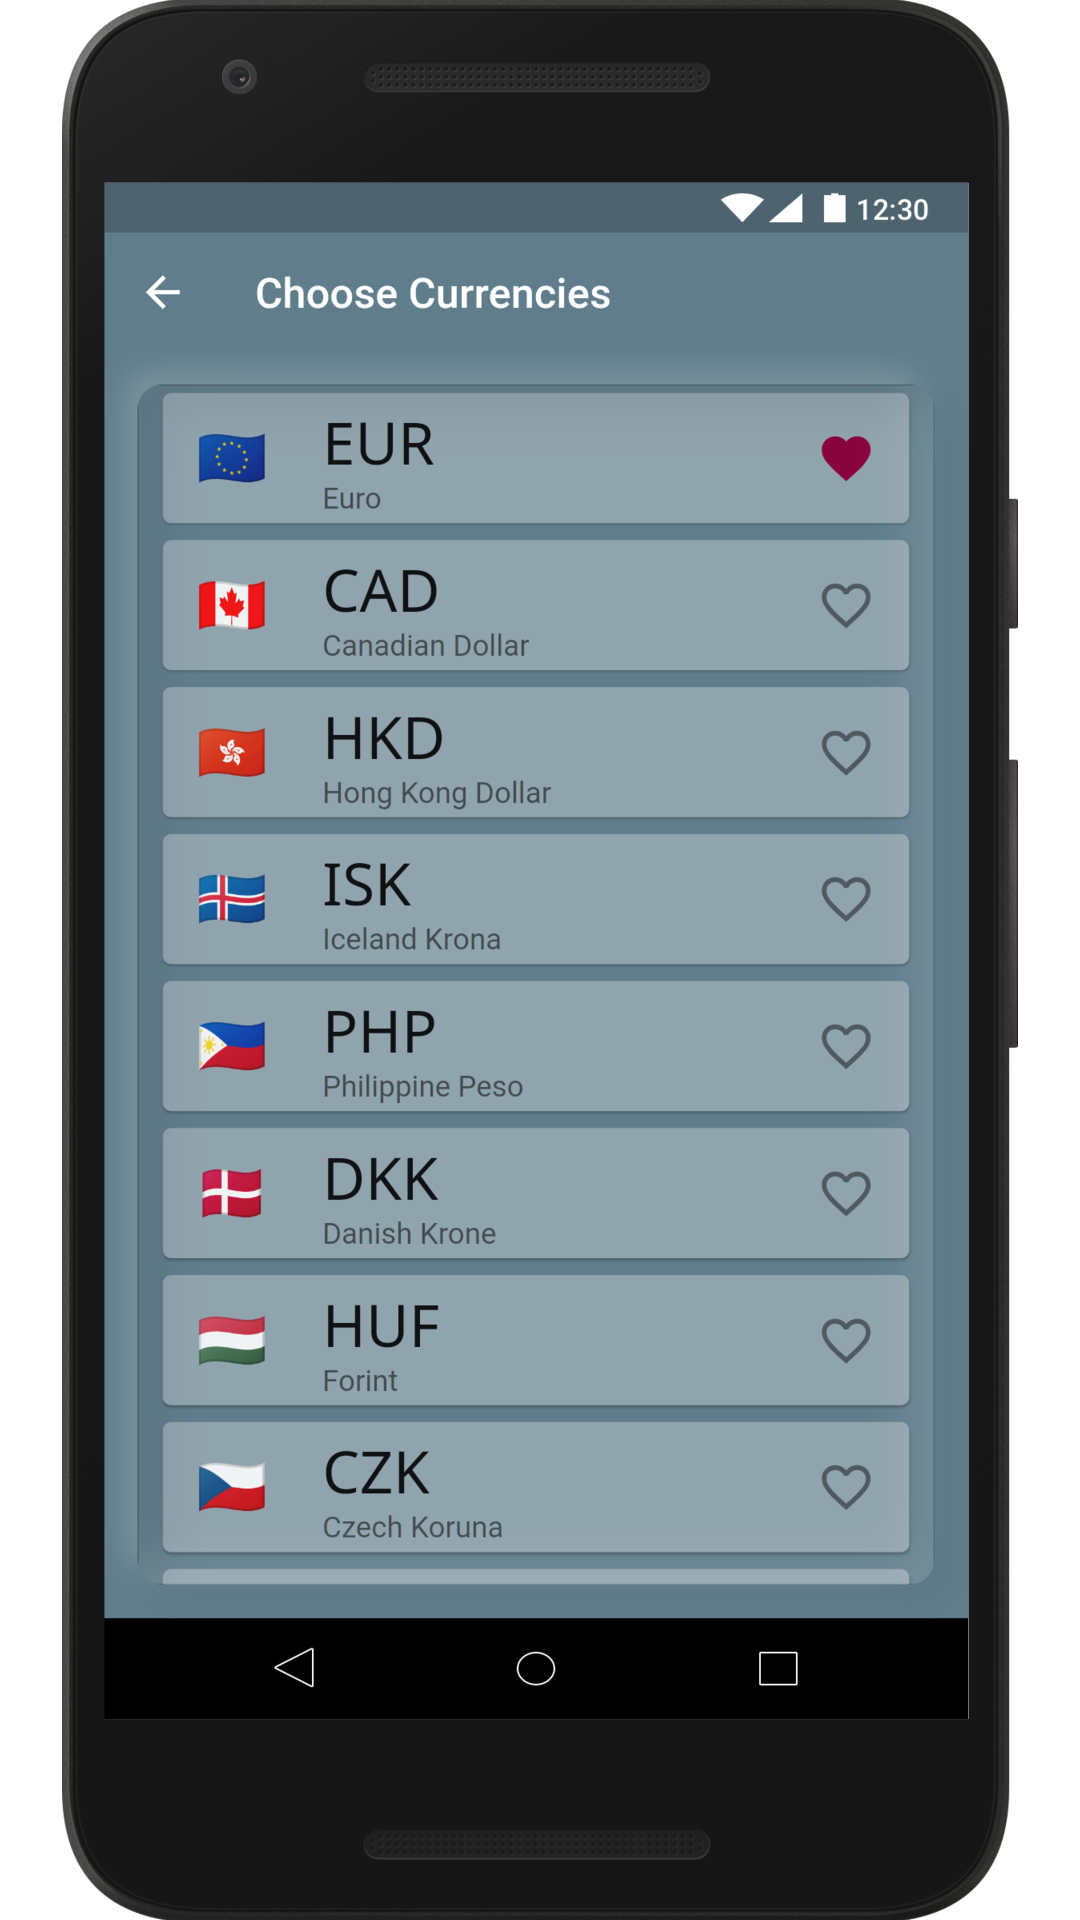 12:30
Choose Currencies
EUR
Euro
CAD
Canadian Dollar
HKD
Hong Kong Dollar
ISK
Iceland Krona
PHP
Philippine Peso
DKK
Danish Krone
HUF
Forint
CZK
Czech Koruna